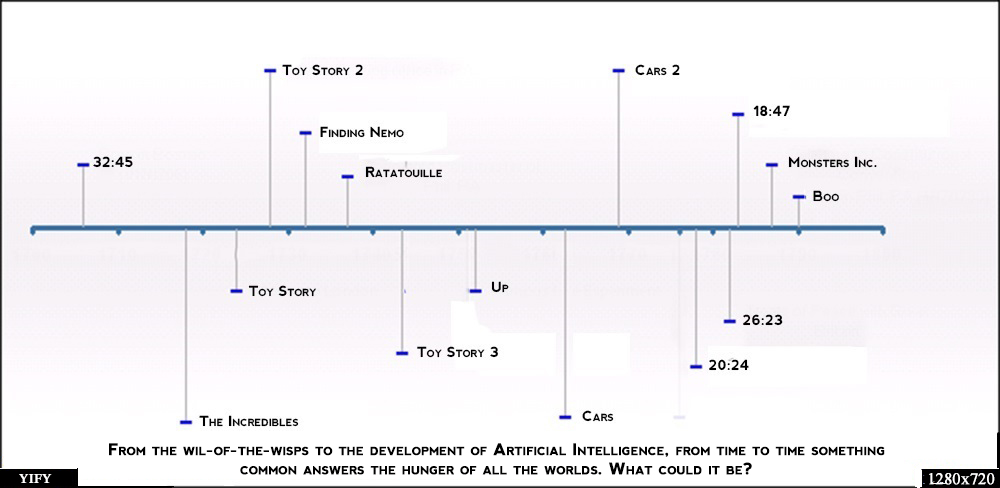 Toy Story 2
Cars 2
18:47
Finding Nemo
32:45
Monsters Inc.
Ratatouille
Boo
Up
Toy Story
26:23
Toy Story 3
20:24
Cars
The Incredibles
From the wil-of-the-wisps to the development of Artificial Intelligence, from time to time something
common answers the hunger of all the worlds. What could it be?
YIFY
1280x720